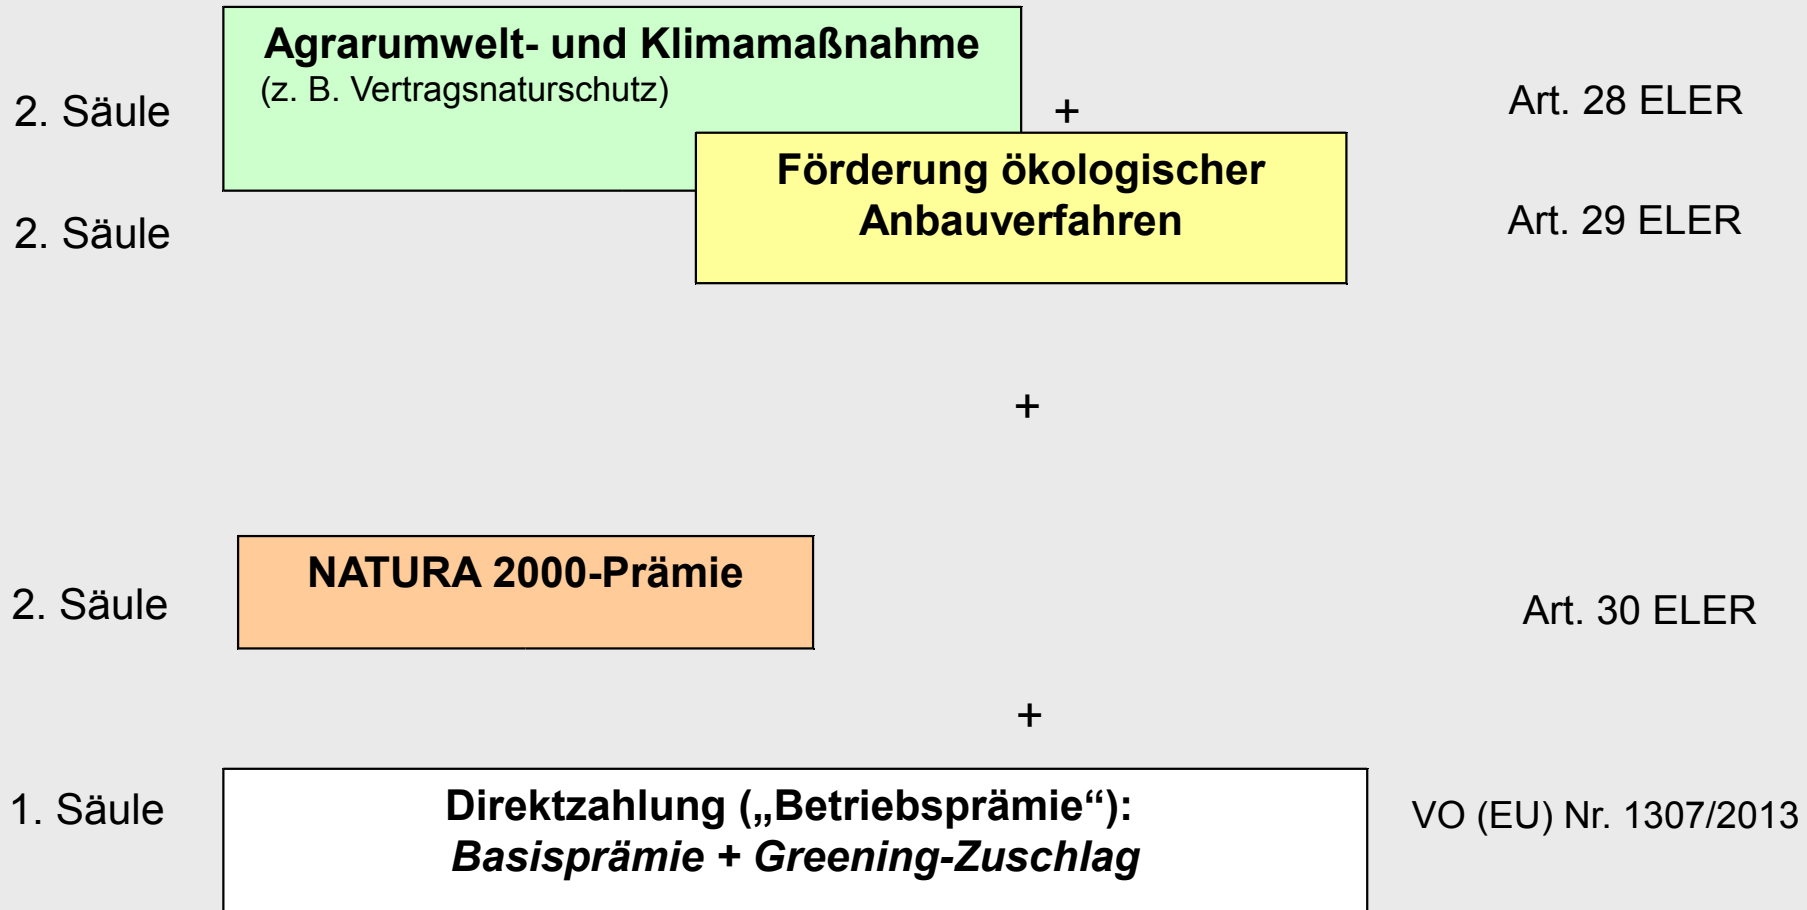 Agrarumwelt- und Klimamaßnahme
(z. B. Vertragsnaturschutz)
2. Säule
+
Art. 28 ELER
Förderung ökologischer
Anbauverfahren
2. Säule
Art. 29 ELER
+
NATURA 2000-Prämie
2. Säule
Art. 30 ELER
+
1. Säule
Direktzahlung („Betriebsprämie“):
Basisprämie + Greening-Zuschlag
VO (EU) Nr. 1307/2013